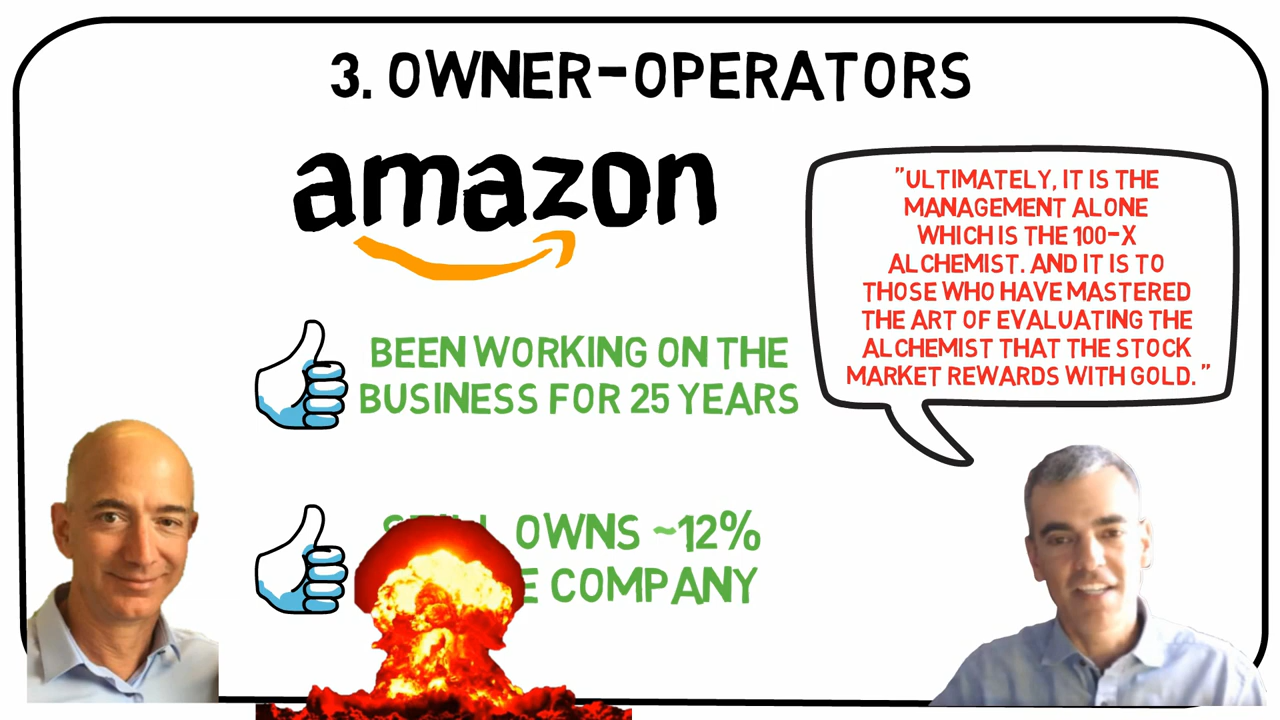 3. OWNER-OPERATORS
amazon
"ULTIMATELY, IT IS THE
MANAGEMENT ALONE
WHICH IS THE 100-X
ALCHEMIST. AND IT IS TO
THOSE WHO HAVE MASTERED
THE ART OF EVALUATING THE
ALCHEMIST THAT THE STOCK
MARKET REWARDS WITH GOLD."
BEEN WORKING ON THE
BUSINESS FOR 25 YEARS
OWNS ~12%
COMPANY